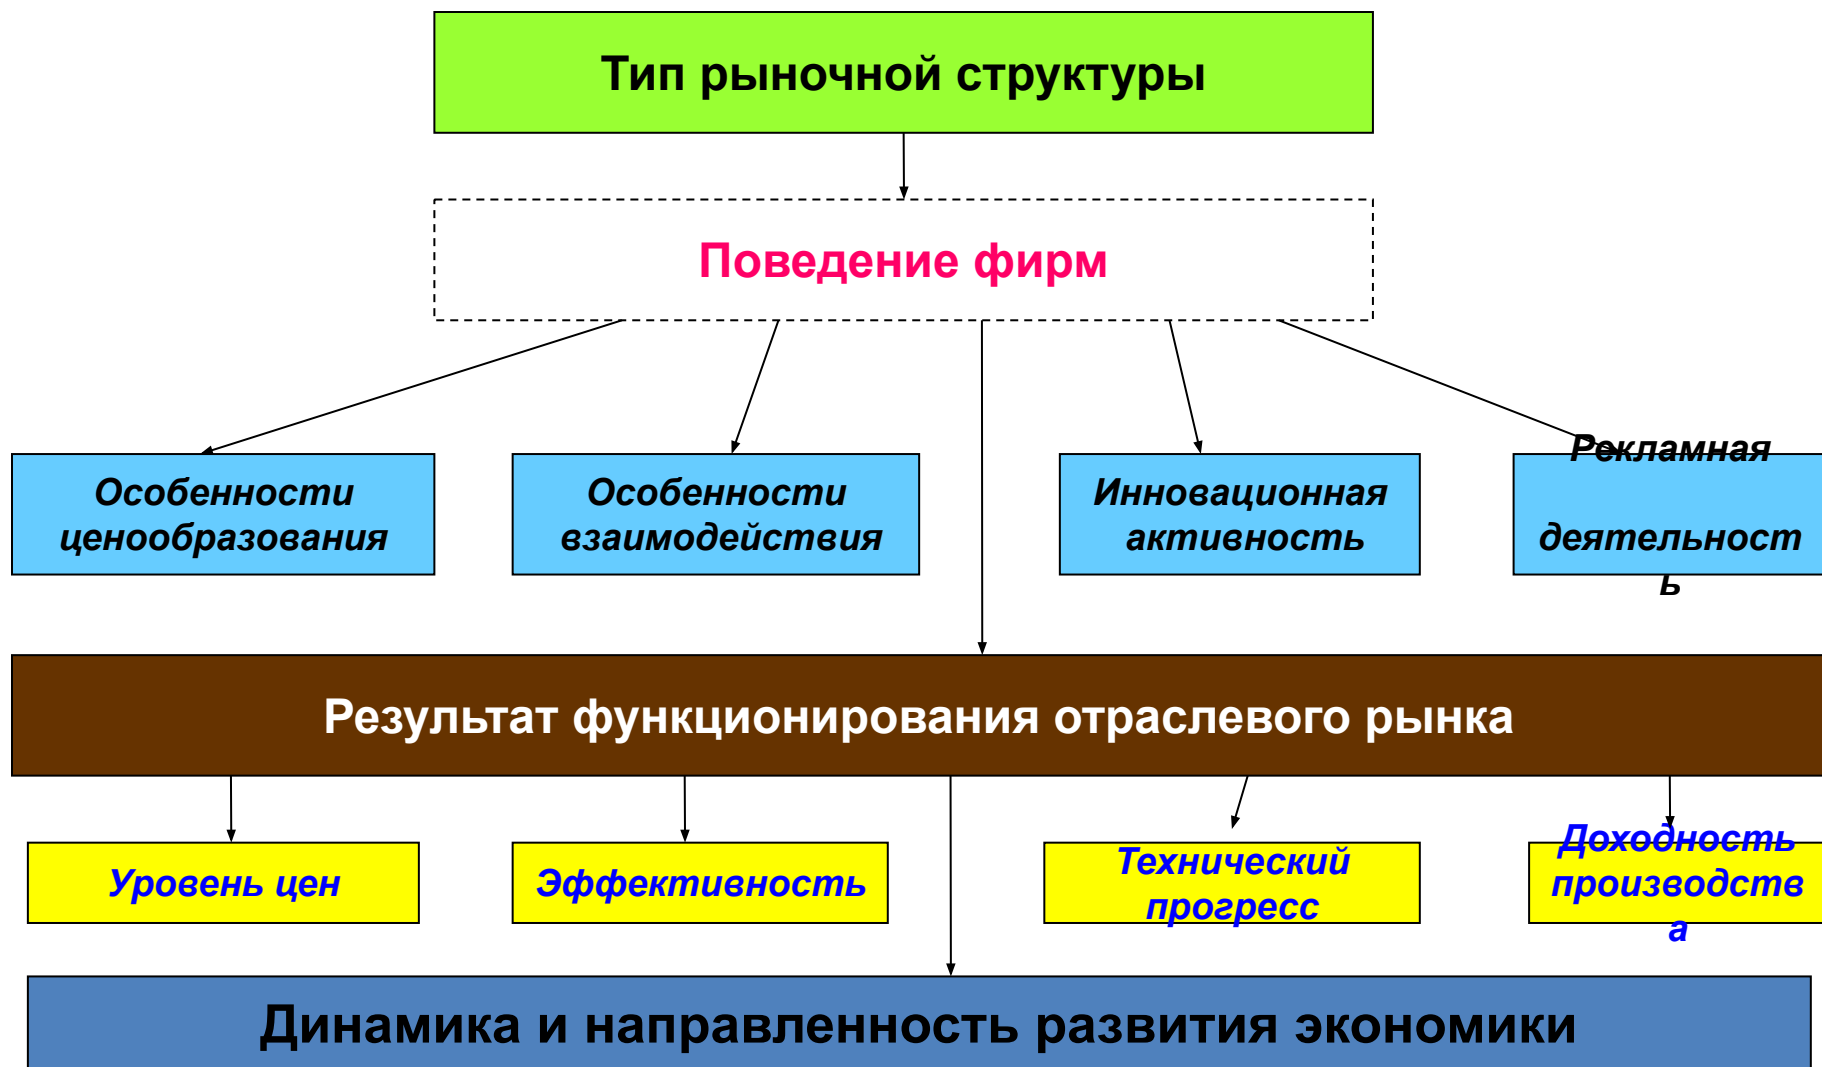 Тип рыночной структуры
Поведение фирм
Особенности
ценообразования
Особенности
взаимодействия
Инновационная
активность
Рекламная
деятельност
ь
Результат функционирования отраслевого рынка
Уровень цен
Эффективность
Технический
прогресс
Доходность
производств
а
Динамика и направленность развития экономики